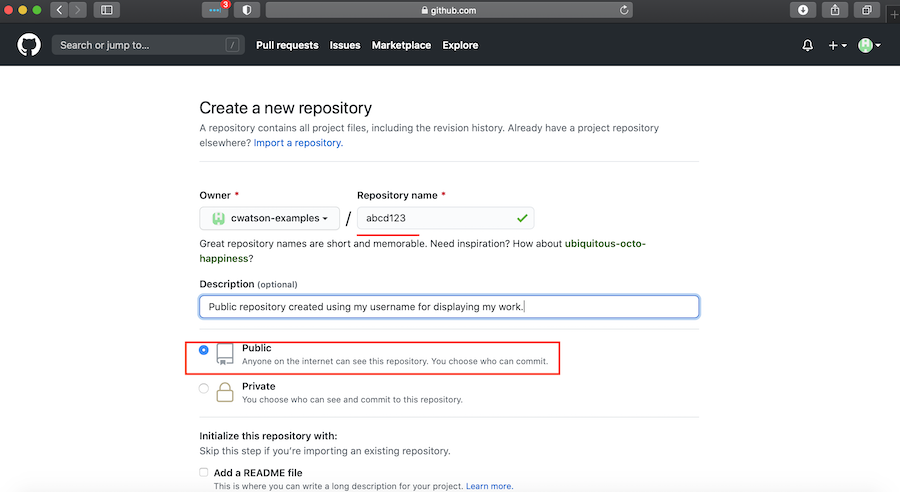 3
github.com
Search or jump to...
/
Pull requests
Issues
Marketplace
Explore
Create a new repository
A repository contains all project files, including the revision history. Already have a project repository
elsewhere? Import a repository.
Owner *
Repository name *
cwatson-examples
/
abcd123
Great repository names are short and memorable. Need inspiration? How about ubiquitous-octo-
happiness?
Description (optional)
Public repository created using my username for displaying my work.
Public
Anyone on the internet can see this repository. You choose who can commit.
Private
You choose who can see and commit to this repository.
Initialize this repository with:
Skip this step if you're importing an existing repository.
Add a README file
This is where you can write a long description for your project. Learn more.